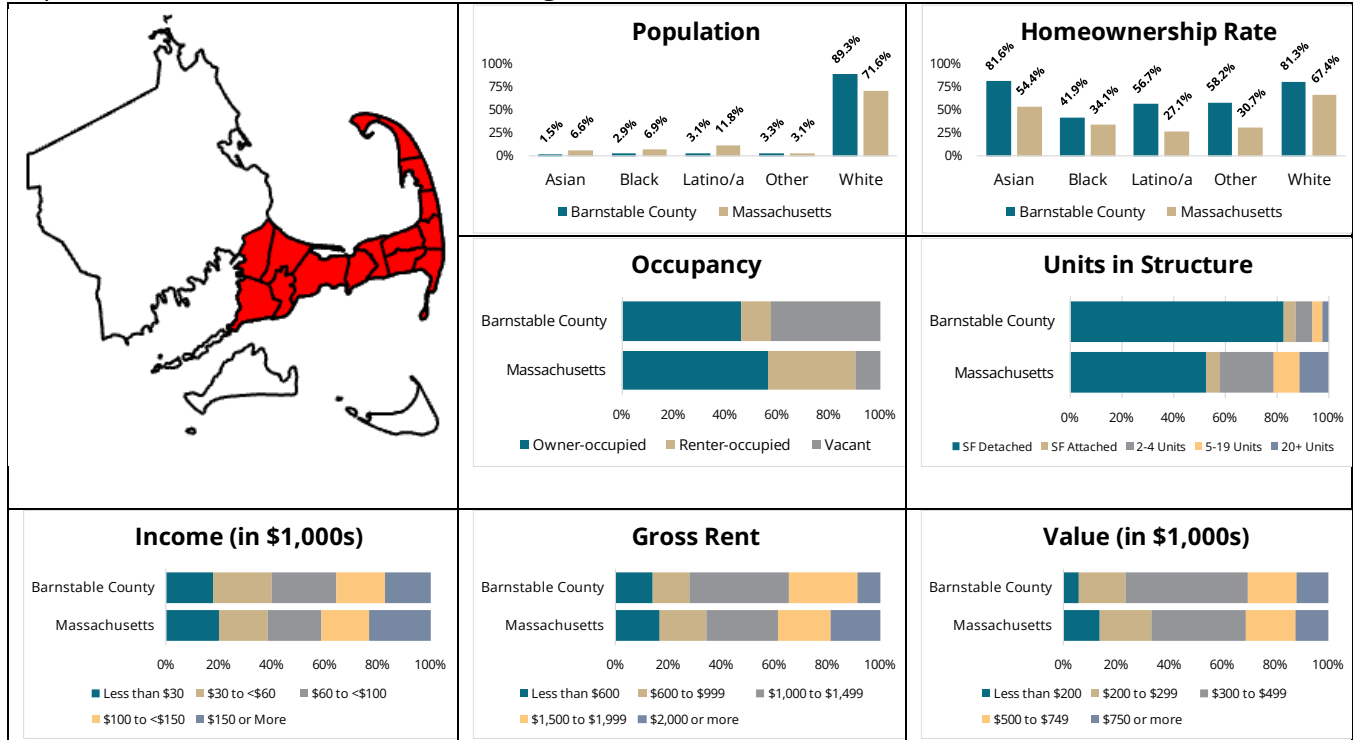 Population
100%
75%
50%
25%
0%
1.5%
6.6%
2.9%
6.9%
3.1%
11.8%
3.3%
3.1%
89.3%
71.6%
Asian
Black
Latino/a
Other
White
Barnstable County
Massachusetts
Homeownership Rate
100%
75%
50%
25%
0%
81.6%
54.4%
41.9%
34.1%
56.7%
27.1%
58.2%
30.7%
81.3%
67.4%
Asian
Black
Latino/a
Other
White
Barnstable County
Massachusetts
Occupancy
Barnstable County
Massachusetts
0% 20% 40% 60% 80% 100%
Owner-occupied Renter-occupied Vacant
Units in Structure
Barnstable County
Massachusetts
0% 20% 40% 60% 80% 100%
SF Detached SF Attached 2-4 Units 5-19 Units 20+ Units
Income (in $1,000s)
Barnstable County
Massachusetts
0% 20% 40% 60% 80% 100%
Less than $30 $30 to <$60 $60 to <$100
$100 to <$150 $150 or More
Gross Rent
Barnstable County
Massachusetts
0% 20% 40% 60% 80% 100%
Less than $600 $600 to $999 $1,000 to $1,499
$1,500 to $1,999 $2,000 or more
Value (in $1,000s)
Barnstable County
Massachusetts
0% 20% 40% 60% 80% 100%
Less than $200 $200 to $299 $300 to $499
$500 to $749 $750 or more